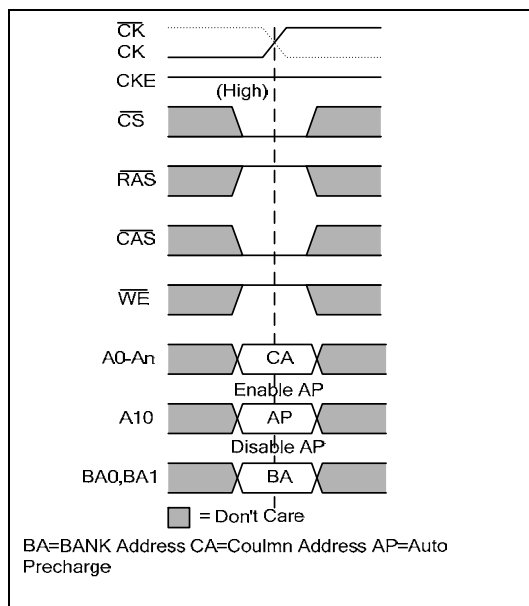 CK
CK
CKE
(High)
CS
RAS
CAS
WE
A0-An CA
Enable AP
A10 AP
Disable AP
BA0,BA1 BA
= Don't Care
BA=BANK Address CA=Coulmn Address AP=Auto
Precharge